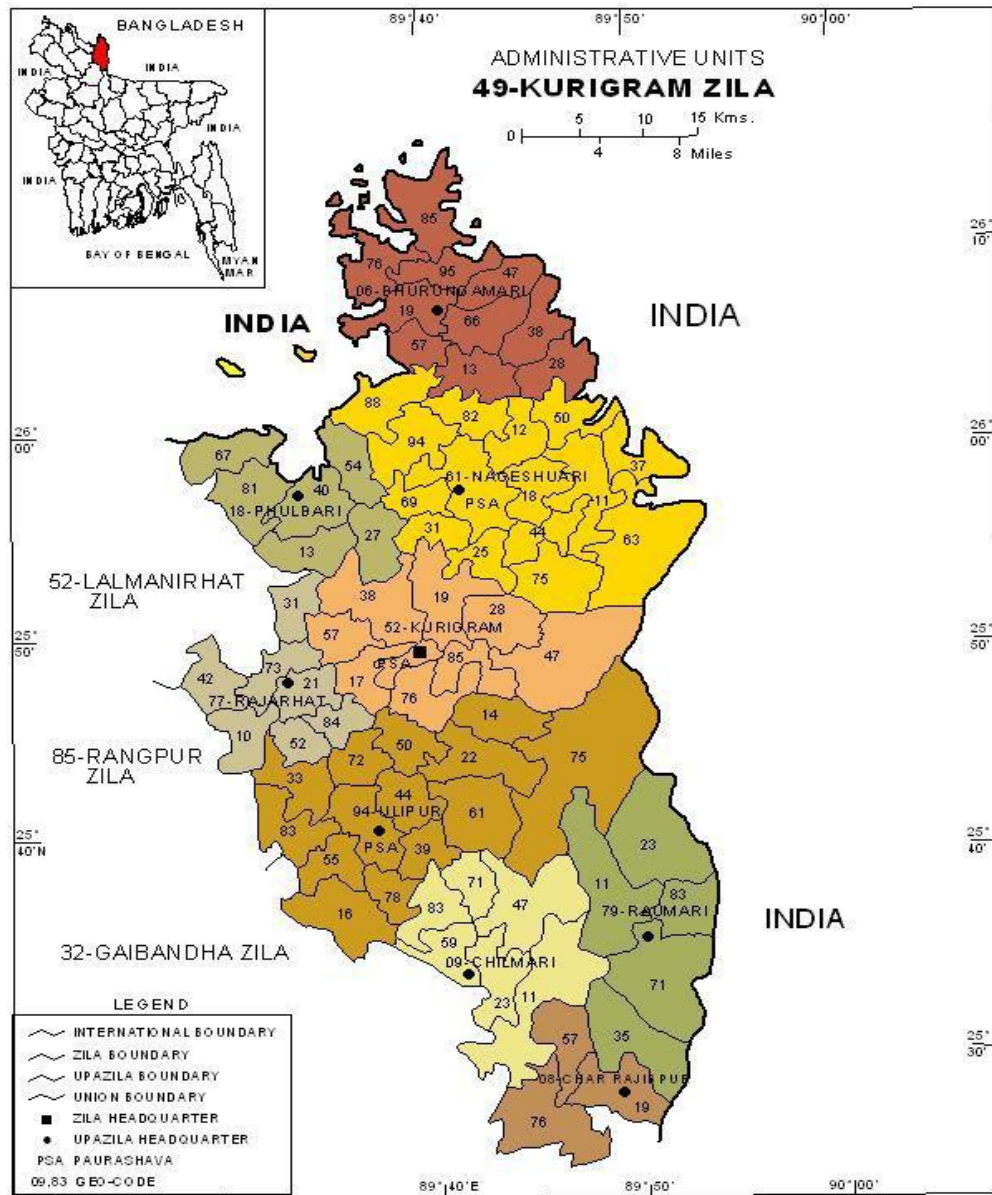 89°40'
89°50'
90°00'
BANGLADESH
INDIA
INDIA
INDIA
INDIA
BAY OF BENGAL
MYAN
MAR
ADMINISTRATIVE UNITS
49-KURIGRAM ZILA
0 5 10 15 Kms.
4 8 Miles
26°
10'
85
76
95
47
06-BHURUNGAMARI
19
66
38
57
13
28
INDIA
INDIA
26°
00'
26°
00'
88
82
12
50
94
37
61-NAGESHUARI
PSA
69
18
11
31
44
63
25
75
67
54
81
40
18-PHULBARI
27
13
52-LALMANIRHAT
ZILA
25°
50'
25°
50'
38
19
28
57
52-KURIGRAM
PSA
85
47
17
76
31
73
42
21
77-RAJARHAT
84
10
52
85-RANGPUR
ZILA
14
50
72
22
75
33
44
94-ULIPUR
61
83
PSA
39
55
78
16
25°
40'N
25°
40'
23
11
83
79-RAUMARI
71
35
INDIA
71
47
83
59
09-CHILMARI
23
11
32-GAIBANDHA ZILA
57
08-CHAR RAJIBPUR
19
76
25°
30'
LEGEND
INTERNATIONAL BOUNDARY
ZILA BOUNDARY
UPAZILA BOUNDARY
UNION BOUNDARY
ZILA HEADQUARTER
UPAZILA HEADQUARTER
PSA PAURASHAVA
09,83 GEO-CODE
89°40'E
89°50'
90°00'